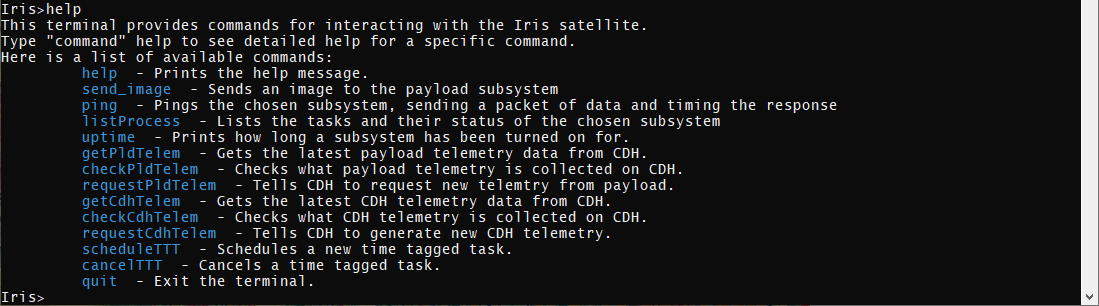 Iris>help
This terminal provides commands for interacting with the Iris satellite.
Type "command" help to see detailed help for a specific command.
Here is a list of available commands:
help - Prints the help message.
send_image - Sends an image to the payload subsystem
ping - Pings the chosen subsystem, sending a packet of data and timing the response
listProcess - Lists the tasks and their status of the chosen subsystem
uptime - Prints how long a subsystem has been turned on for.
getPldTelem - Gets the latest payload telemetry data from CDH.
checkPldTelem - Checks what payload telemetry is collected on CDH.
requestPldTelem - Tells CDH to request new telemtry from payload.
getCdhTelem - Gets the latest CDH telemetry data from CDH.
checkCdhTelem - Checks what CDH telemetry is collected on CDH.
requestCdhTelem - Tells CDH to generate new CDH telemetry.
scheduleTTT - Schedules a new time tagged task.
cancelTTT - Cancels a time tagged task.
quit - Exit the terminal.
Iris>